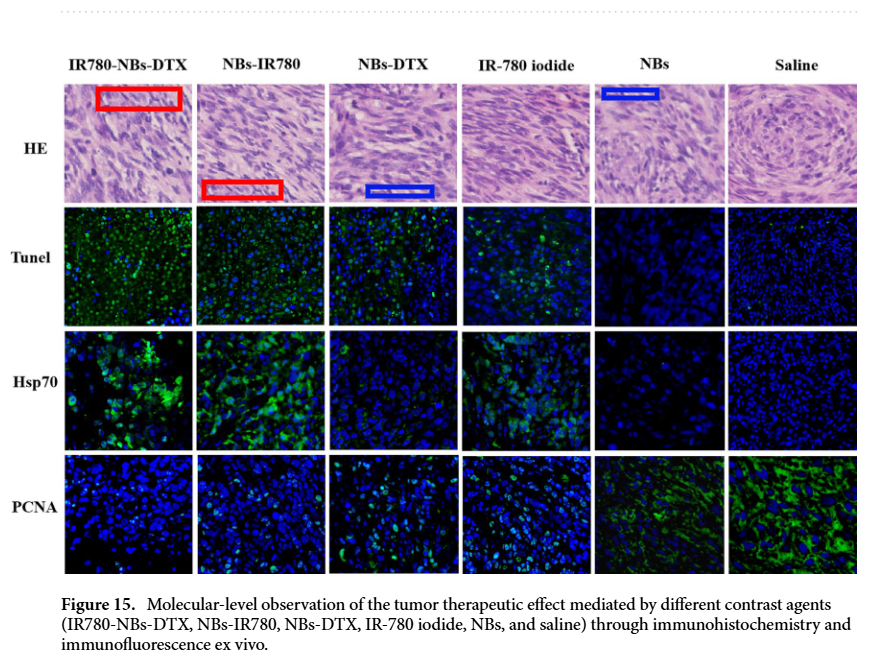 IR780-NBs-DTX NBs-IR780 NBs-DTX IR-780 iodide NBs Saline
HE
Tunel
Hsp70
PCNA
Figure 15. Molecular-level observation of the tumor therapeutic effect mediated by different contrast agents
(IR780-NBs-DTX, NBs-IR780, NBs-DTX, IR-780 iodide, NBs, and saline) through immunohistochemistry and
immunofluorescence ex vivo.